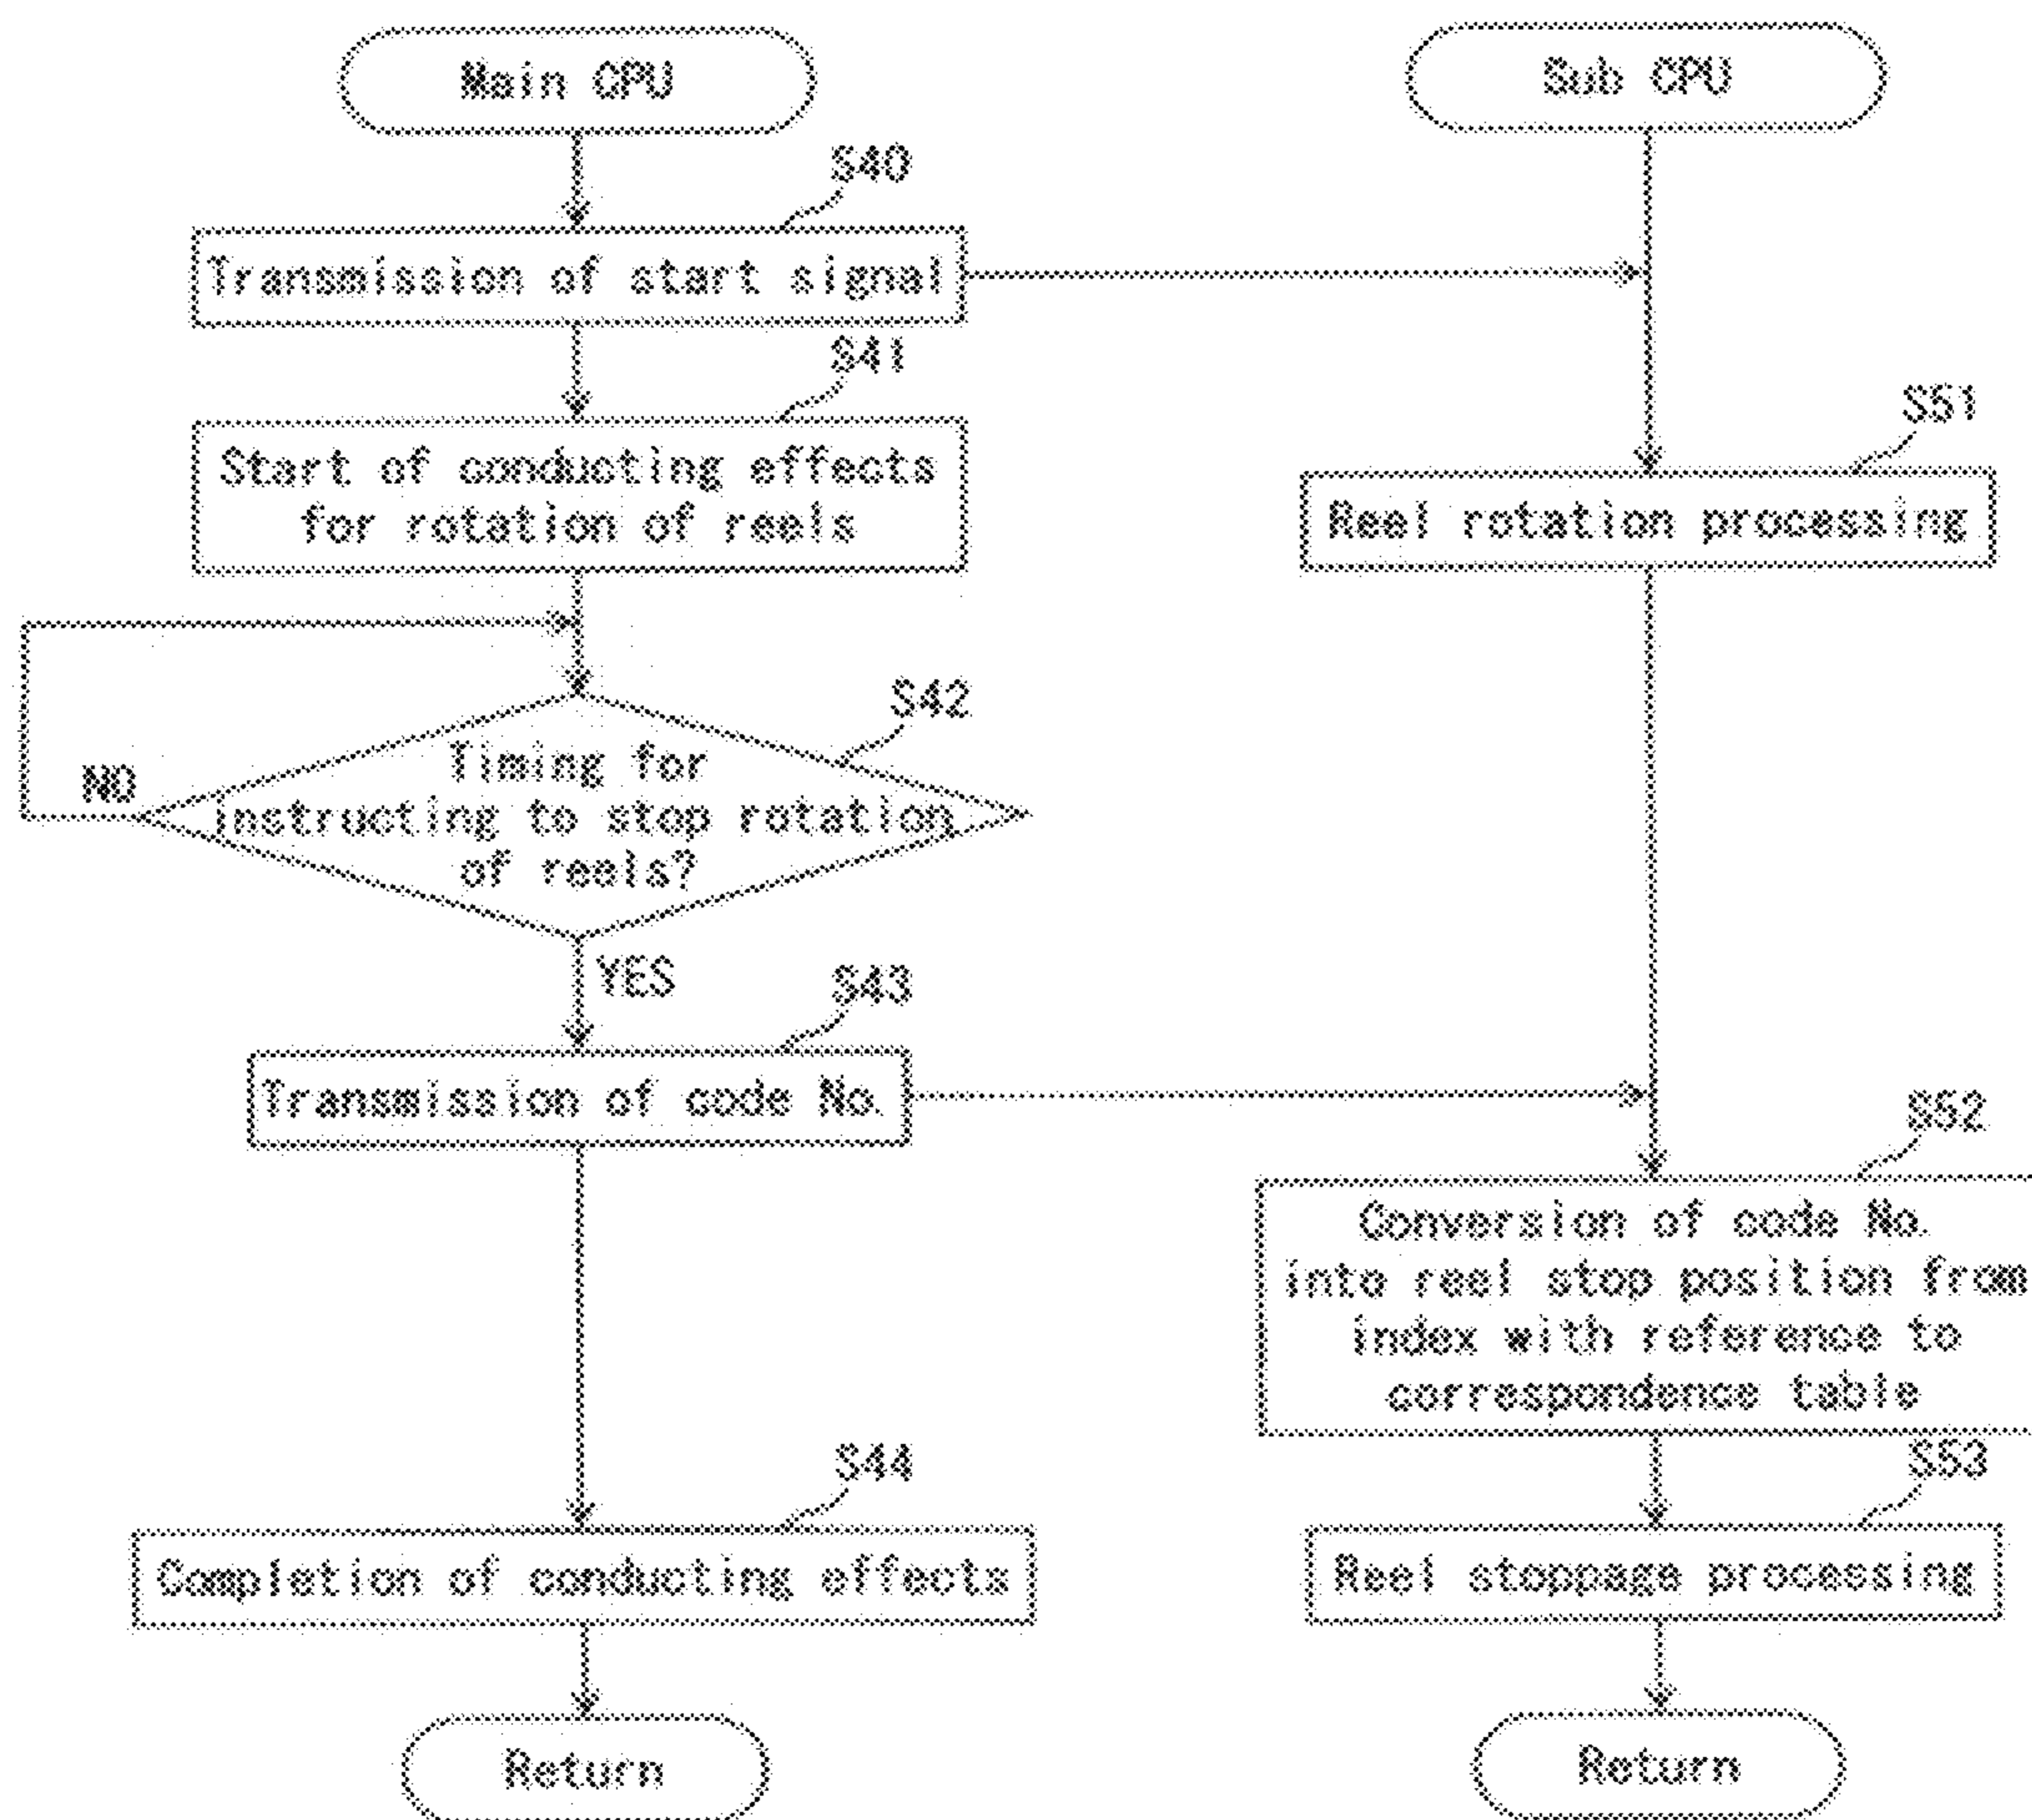 Main CPU
S40
Transmission of start signal
S41
Start of conducting effects
for rotation of reels
S42
Timing for
instructing to stop rotation
of reels?
NO
YES
S43
Transmission of code No.
S44
Completion of conducting effects
Return
Sub CPU
S51
Reel rotation processing
S52
Conversion of code No.
into reel stop position from
index with reference to
correspondence table
S53
Reel stoppage processing
Return